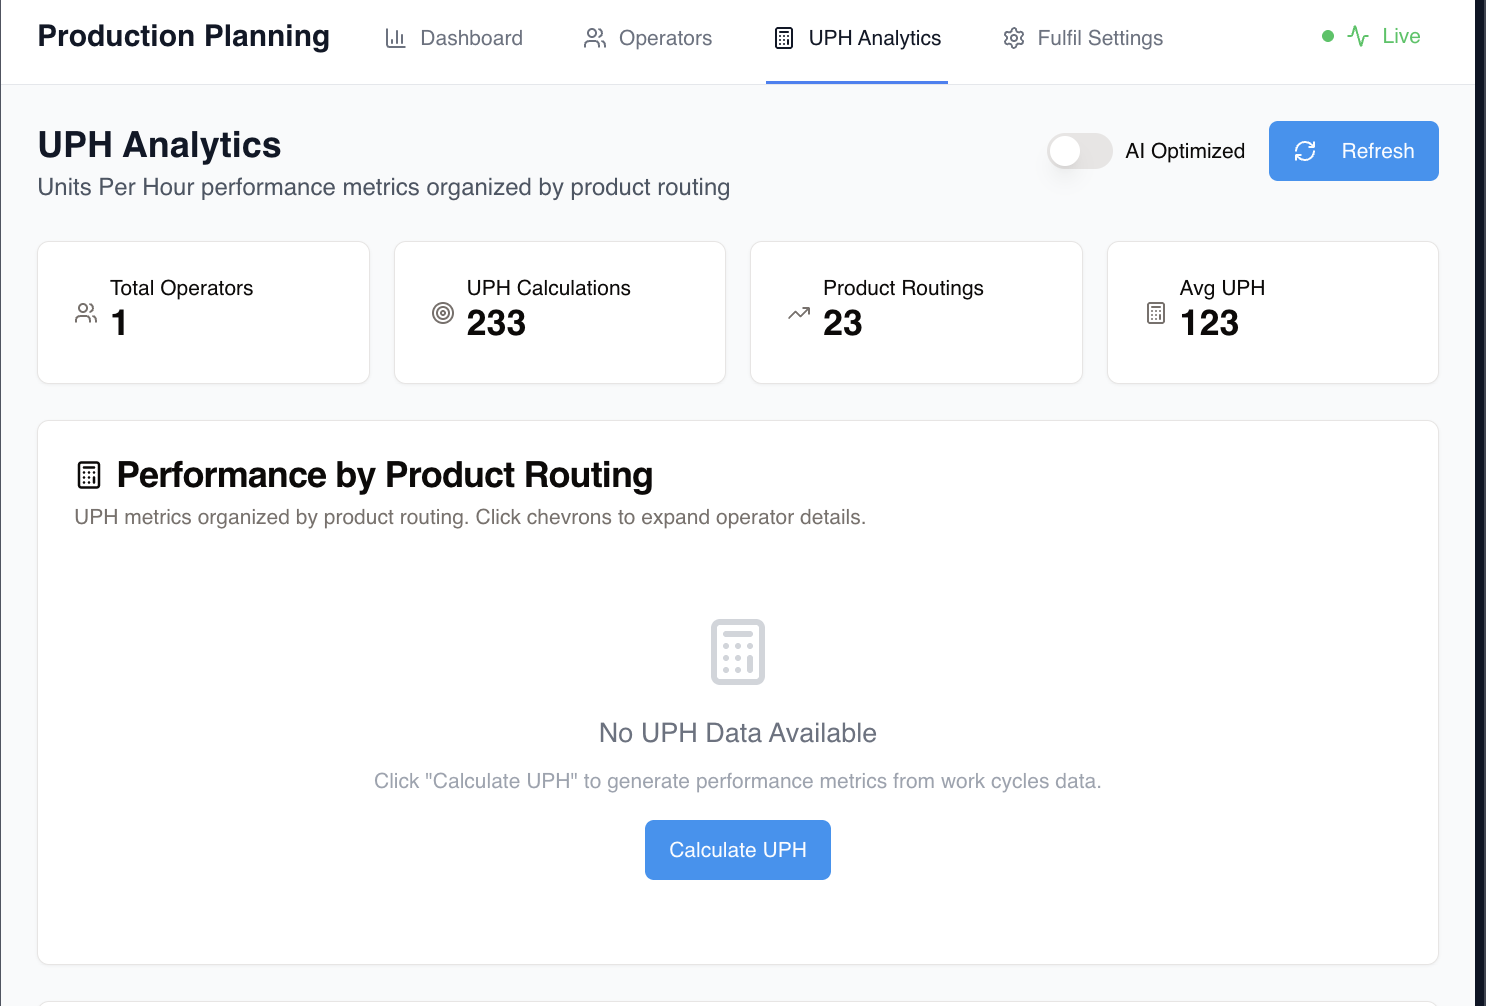 Production Planning
Dashboard
Operators
UPH Analytics
Fulfil Settings
Live
UPH Analytics
Units Per Hour performance metrics organized by product routing
AI Optimized
Refresh
Total Operators
1
UPH Calculations
233
Product Routings
23
Avg UPH
123
Performance by Product Routing
UPH metrics organized by product routing. Click chevrons to expand operator details.
No UPH Data Available
Click "Calculate UPH" to generate performance metrics from work cycles data.
Calculate UPH